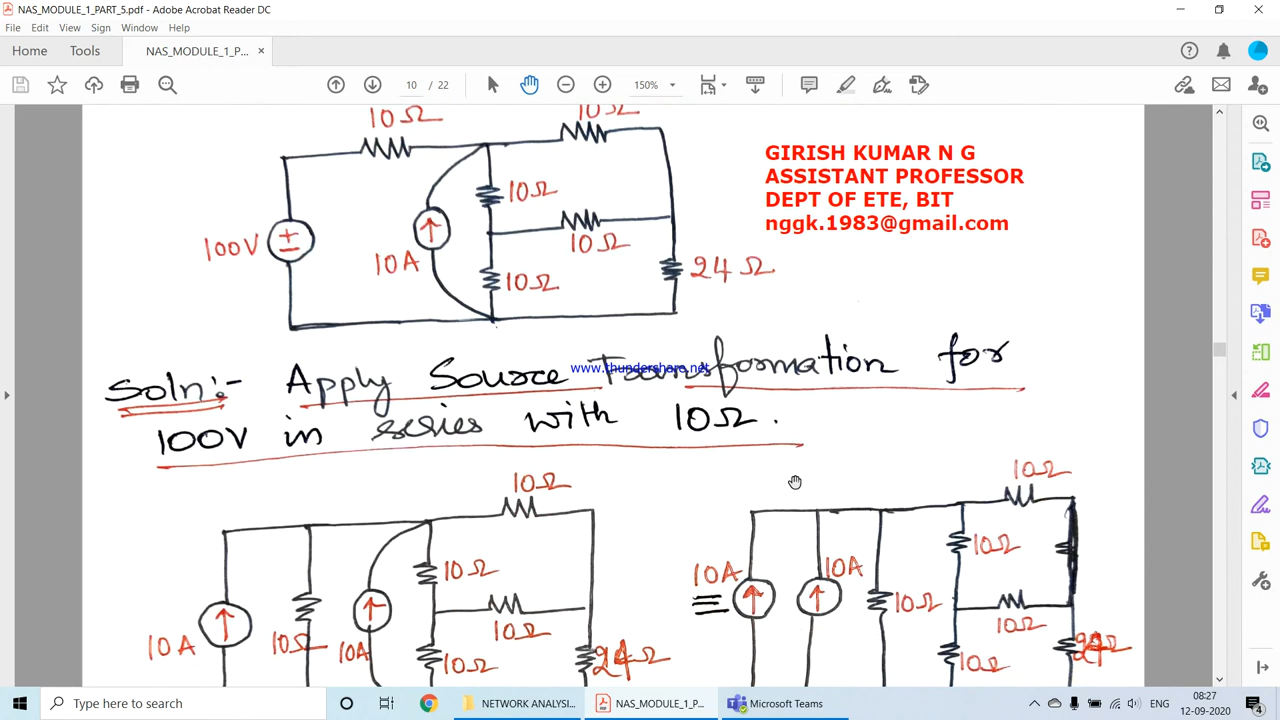 NAS_MODULE_1_PART_5.pdf - Adobe Acrobat Reader DC
File Edit View Sign Window Help
Home Tools NAS_MODULE_1_P... ×
10 / 22 150%
10Ω 10Ω
GIRISH KUMAR N G
ASSISTANT PROFESSOR
DEPT OF ETE, BIT
nggk.1983@gmail.com
10Ω
100V 10A 10Ω
10Ω 24Ω
Soln:- Apply Source Transformation for
www.thundershare.net
100V in series with 10Ω.
10Ω 10Ω
10Ω 10A 10A 10Ω
10Ω 10Ω 10Ω
10A 10Ω 10A 10Ω 24Ω 10Ω
Type here to search
NETWORK ANALYSI... NAS_MODULE_1_P... Microsoft Teams
ENG 08:27
12-09-2020
4